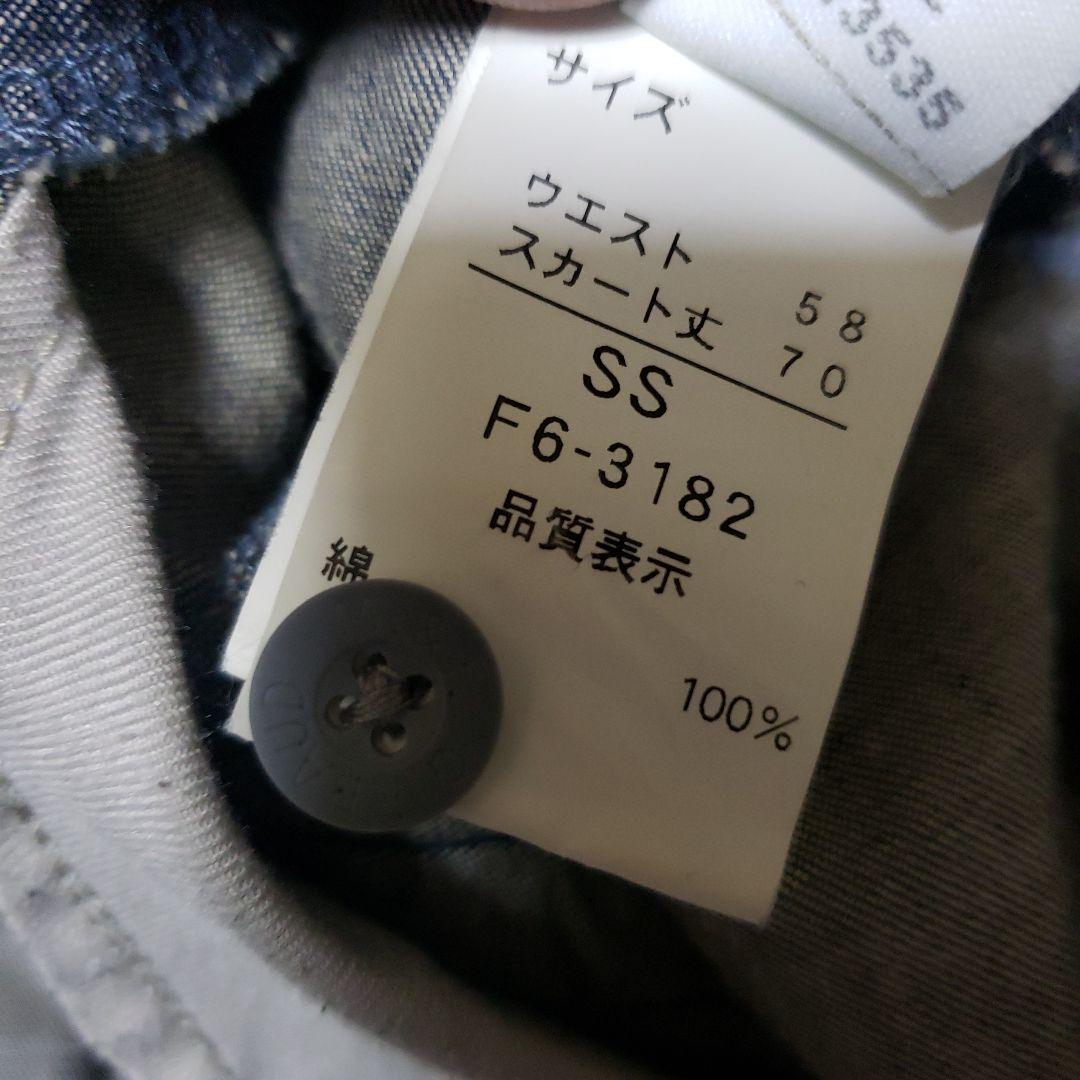 サイズ
ウエスト 58
スカート丈 70
SS
F6-3182
品質表示
綿
100%
3535